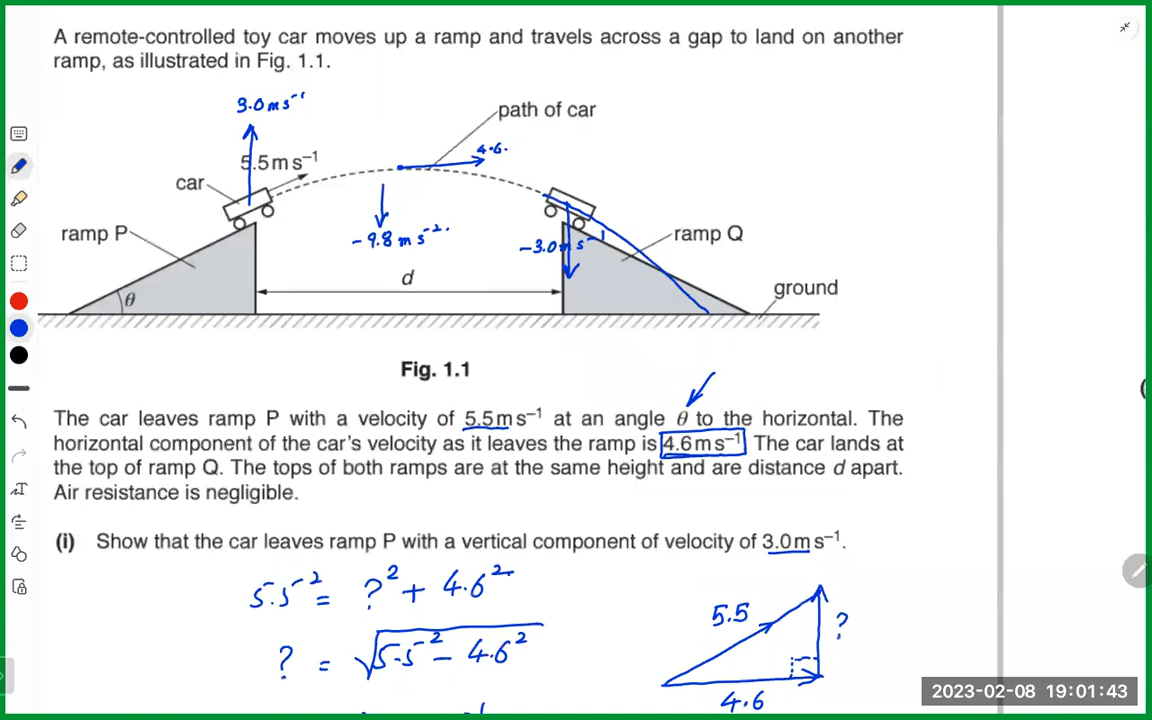 A remote-controlled toy car moves up a ramp and travels across a gap to land on another
ramp, as illustrated in Fig. 1.1.
3.0 m s⁻¹
path of car
4.6.
5.5 m s⁻¹
car
ramp P
-9.8 m s⁻².
-3.0 m s⁻¹
ramp Q
d
θ
ground
Fig. 1.1
The car leaves ramp P with a velocity of 5.5 m s⁻¹ at an angle θ to the horizontal. The
horizontal component of the car's velocity as it leaves the ramp is 4.6 m s⁻¹ The car lands at
the top of ramp Q. The tops of both ramps are at the same height and are distance d apart.
Air resistance is negligible.
(i) Show that the car leaves ramp P with a vertical component of velocity of 3.0 m s⁻¹.
5.5² = ?² + 4.6²
5.5
?
? = √5.5² - 4.6²
4.6
2023-02-08 19:01:43